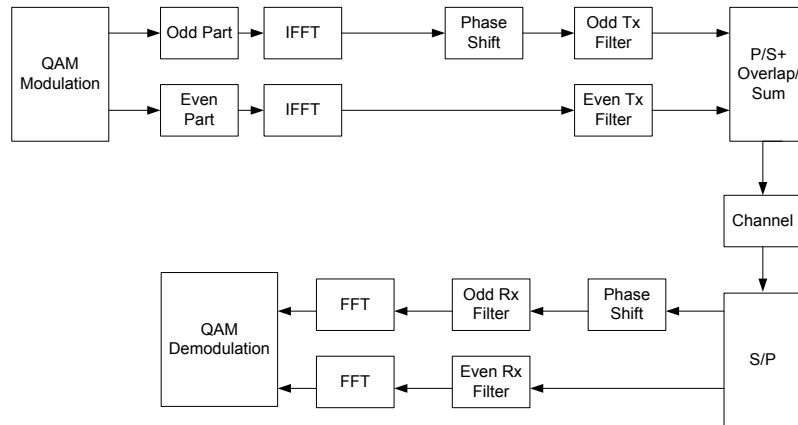 QAM
Modulation
Odd Part
IFFT
Phase
Shift
Odd Tx
Filter
P/S+
Overlap/
Sum
Even
Part
IFFT
Even Tx
Filter
Channel
QAM
Demodulation
FFT
Odd Rx
Filter
Phase
Shift
S/P
FFT
Even Rx
Filter